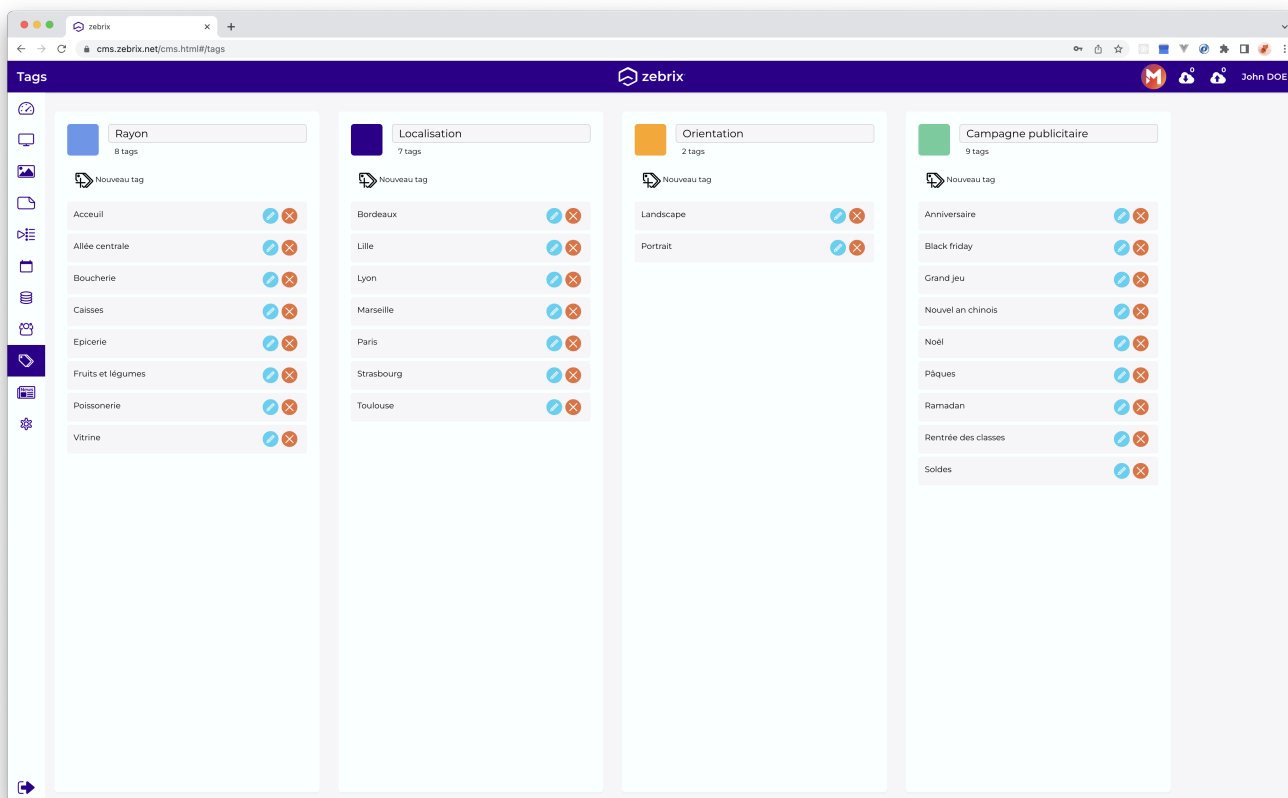 zebrix
cms.zebrix.net/cms.html#/tags
Tags
zebrix
0
0
John DOE
Rayon
8 tags
Nouveau tag
Acceuil
Allée centrale
Boucherie
Caisses
Epicerie
Fruits et légumes
Poissonerie
Vitrine
Localisation
7 tags
Nouveau tag
Bordeaux
Lille
Lyon
Marseille
Paris
Strasbourg
Toulouse
Orientation
2 tags
Nouveau tag
Landscape
Portrait
Campagne publicitaire
9 tags
Nouveau tag
Anniversaire
Black friday
Grand jeu
Nouvel an chinois
Noël
Pâques
Ramadan
Rentrée des classes
Soldes